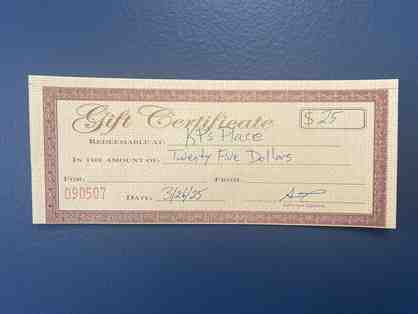 Gift Certificate $25
REDEEMABLE AT: KJ's Place
IN THE AMOUNT OF: Twenty Five Dollars
FOR: FROM:
090507 DATE: 3/26/25